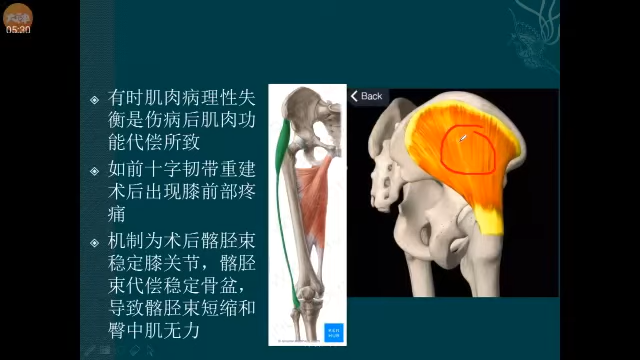 05:30
有时肌肉病理性失
衡是伤病后肌肉功
能代偿所致
如前十字韧带重建
术后出现膝前部疼
痛
机制为术后髂胫束
稳定膝关节，髂胫
束代偿稳定骨盆，
导致髂胫束短缩和
臀中肌无力
Back
KEN
HUB